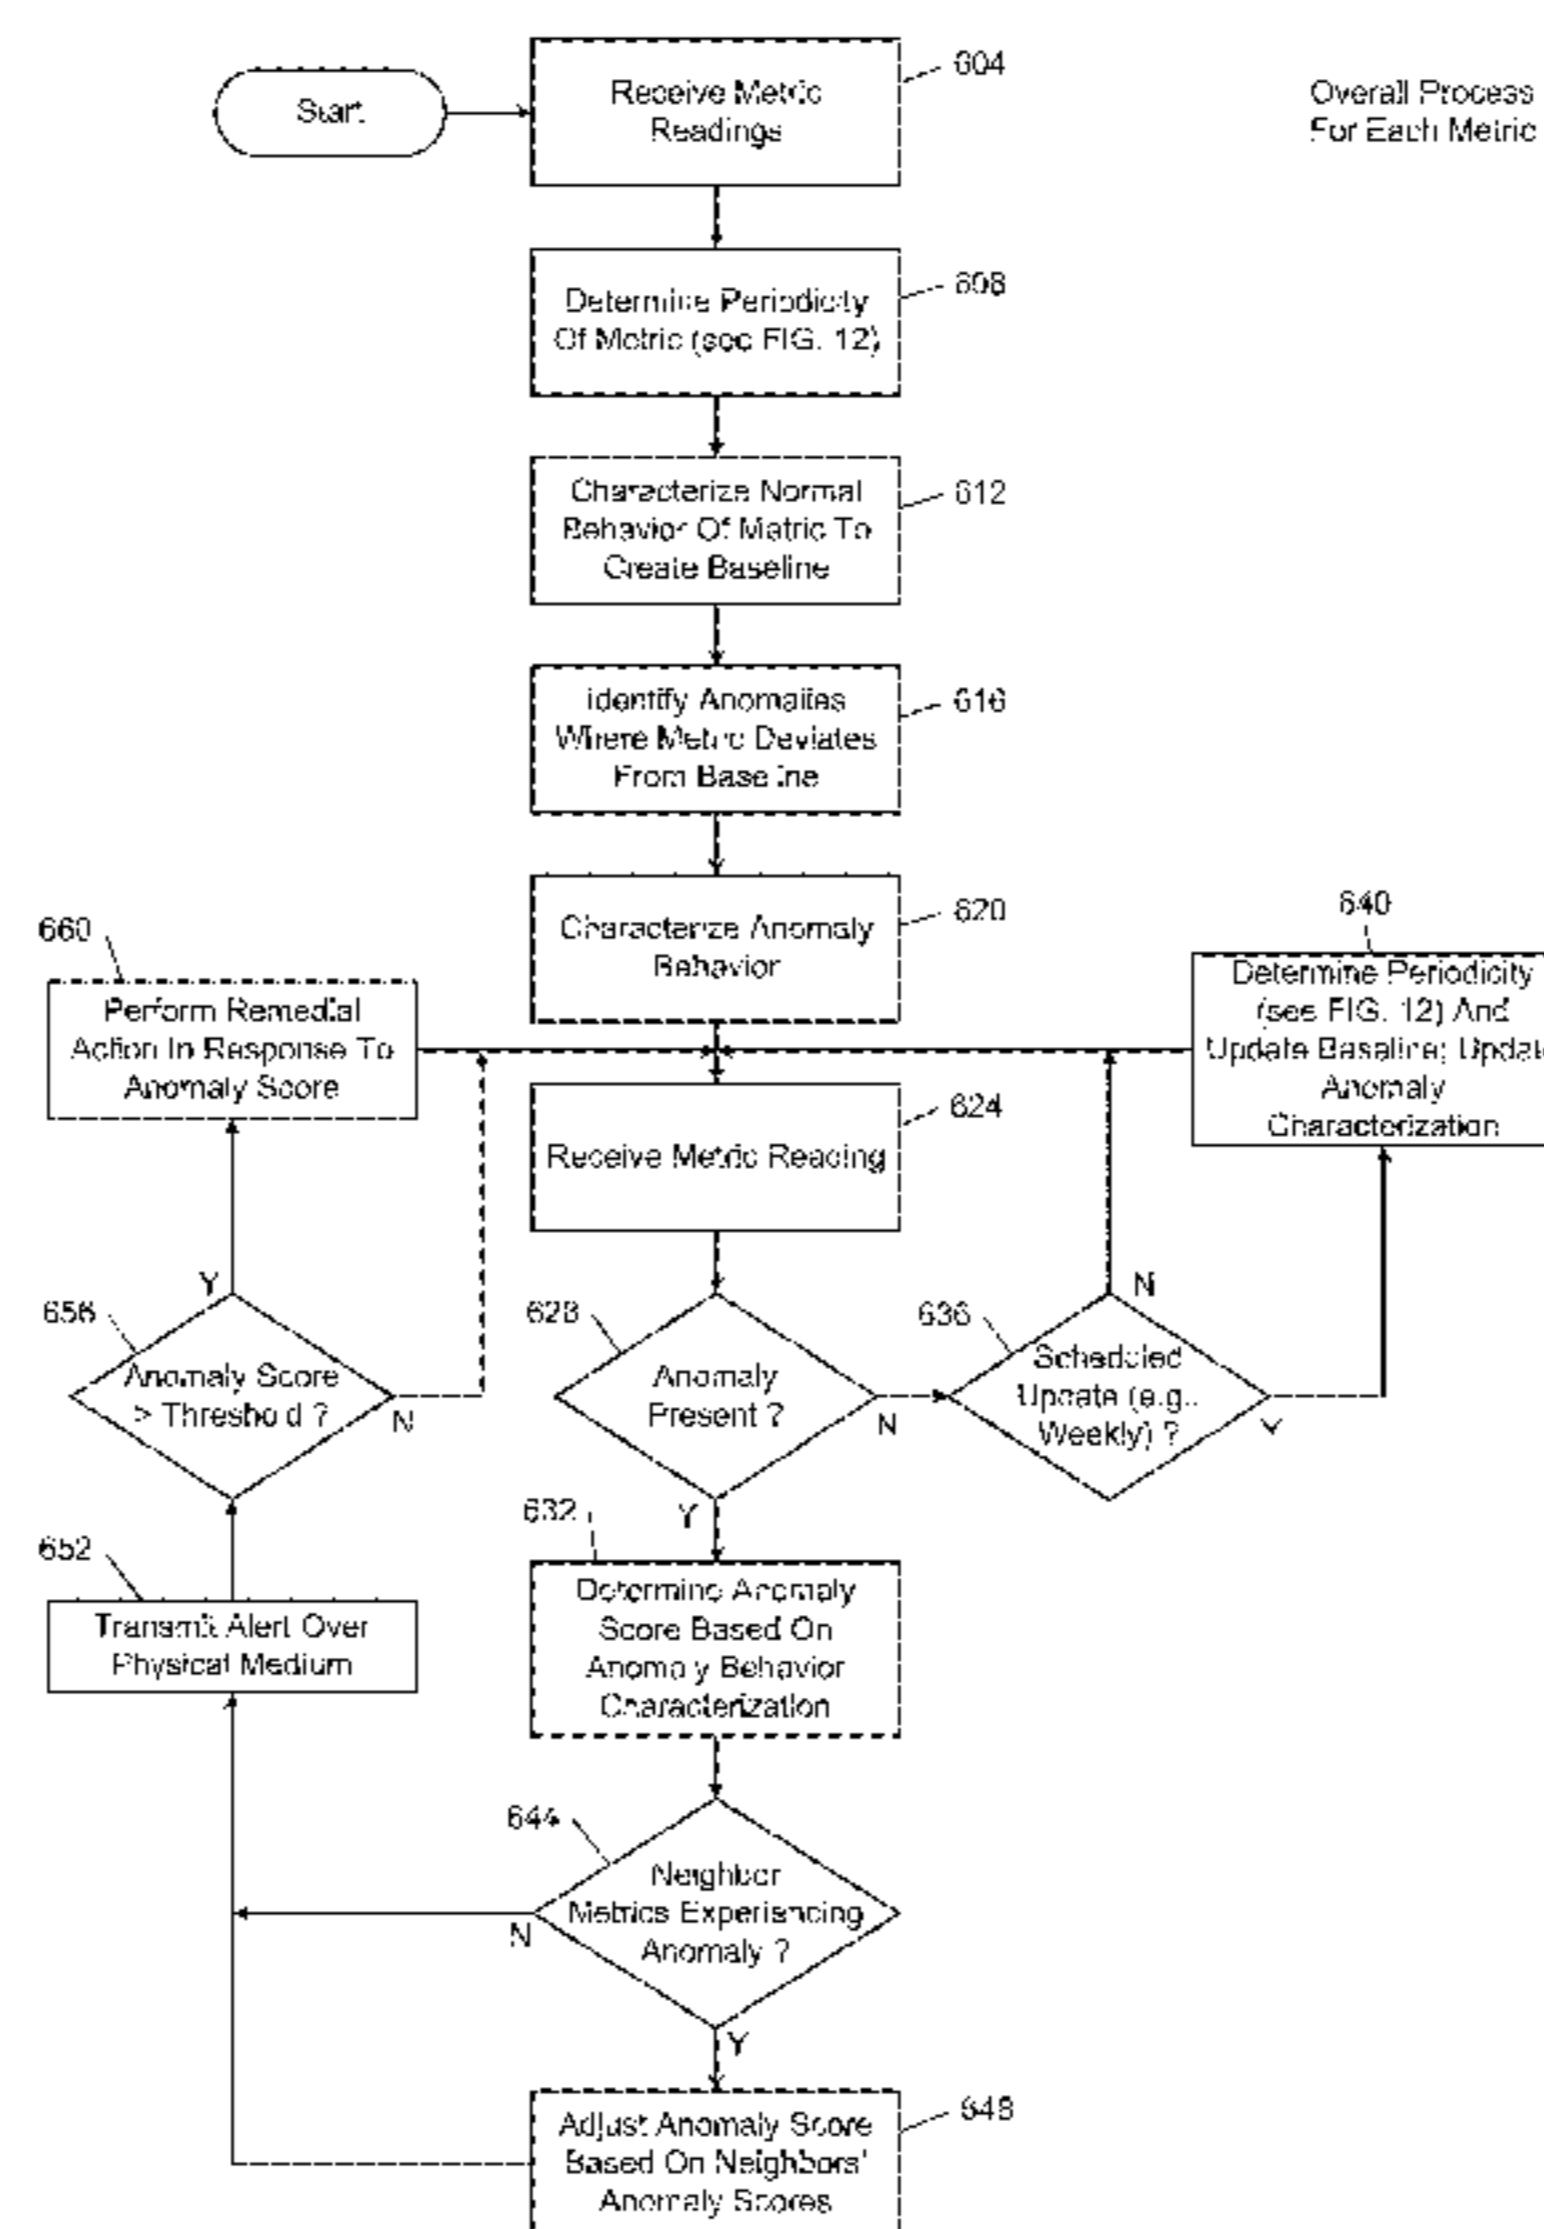 Start
Receive Metric
Readings
604
Overall Process
For Each Metric
Determine Periodicity
Of Metric (see FIG. 12)
608
Characterize Normal
Behavior Of Metric To
Create Baseline
612
Identify Anomalies
Where Metric Deviates
From Baseline
616
Characterize Anomaly
Behavior
620
660
Perform Remedial
Action In Response To
Anomaly Score
640
Determine Periodicity
(see FIG. 12) And
Update Baseline; Update
Anomaly
Characterization
Receive Metric Reading
624
Y
656
Anomaly Score
> Threshold ?
N
628
Anomaly
Present ?
N
Y
636
Scheduled
Update (e.g.,
Weekly) ?
N
Y
632
Determine Anomaly
Score Based On
Anomaly Behavior
Characterization
652
Transmit Alert Over
Physical Medium
644
Neighbor
Metrics Experiencing
Anomaly ?
N
Y
Adjust Anomaly Score
Based On Neighbors'
Anomaly Scores
648